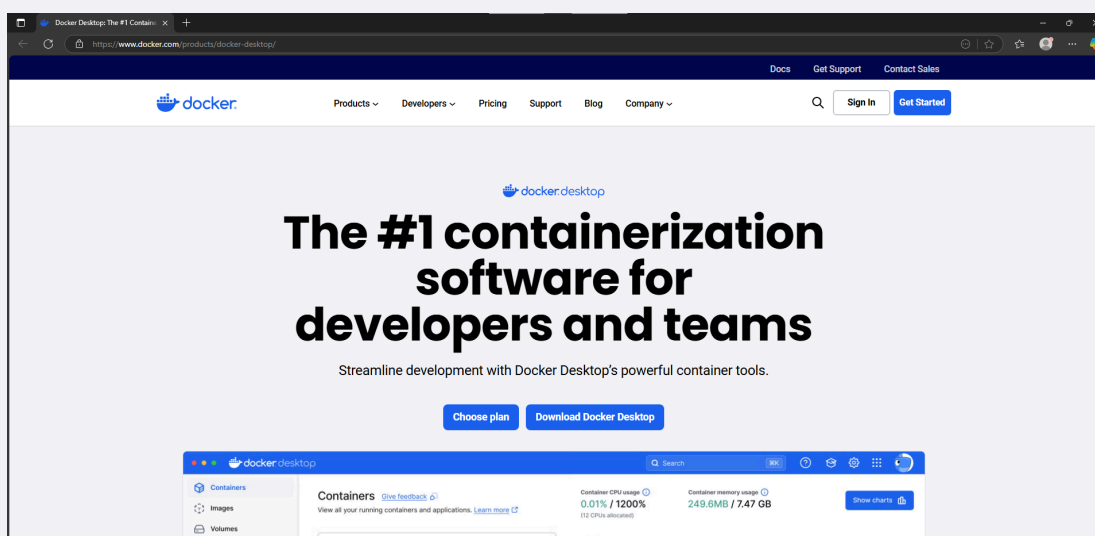 Docker Desktop: The #1 Containe
https://www.docker.com/products/docker-desktop/
Docs Get Support Contact Sales
docker
Products Developers Pricing Support Blog Company
Sign In Get Started
docker desktop
The #1 containerization
software for
developers and teams
Streamline development with Docker Desktop’s powerful container tools.
Choose plan Download Docker Desktop
docker desktop Search ⌘K
Containers
Images
Volumes
Containers Give feedback
View all your running containers and applications. Learn more
Container CPU usage
0.01% / 1200%
(12 CPUs allocated)
Container memory usage
249.6MB / 7.47 GB
Show charts